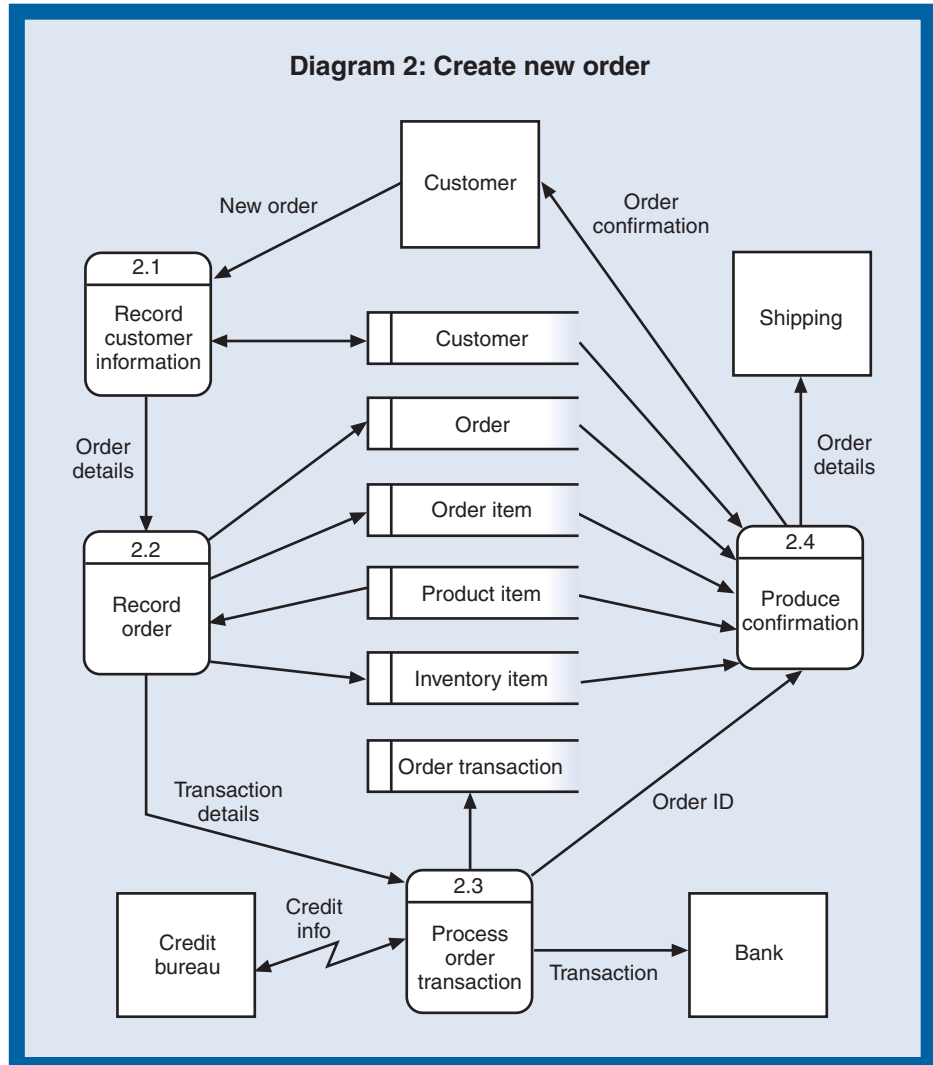 Diagram 2: Create new order
Customer
New order
Order
confirmation
2.1
Record
customer
information
Customer
Shipping
Order
Order
details
Order
details
Order item
2.2
Record
order
2.4
Produce
confirmation
Product item
Inventory item
Order transaction
Transaction
details
Order ID
2.3
Process
order
transaction
Credit
info
Credit
bureau
Transaction
Bank